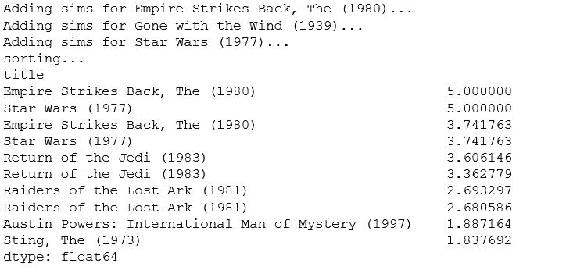 Adding sims for Empire Strikes Back, The (1980)...
Adding sims for Gone with the Wind (1939)...
Adding sims for Star Wars (1977)...
sorting...
title
Empire Strikes Back, The (1980) 5.000000
Star Wars (1977) 5.000000
Empire Strikes Back, The (1980) 3.741763
Star Wars (1977) 3.741763
Return of the Jedi (1983) 3.606146
Return of the Jedi (1983) 3.362779
Raiders of the Lost Ark (1981) 2.693297
Raiders of the Lost Ark (1981) 2.680586
Austin Powers: International Man of Mystery (1997) 1.887164
Sting, The (1973) 1.837692
dtype: float64